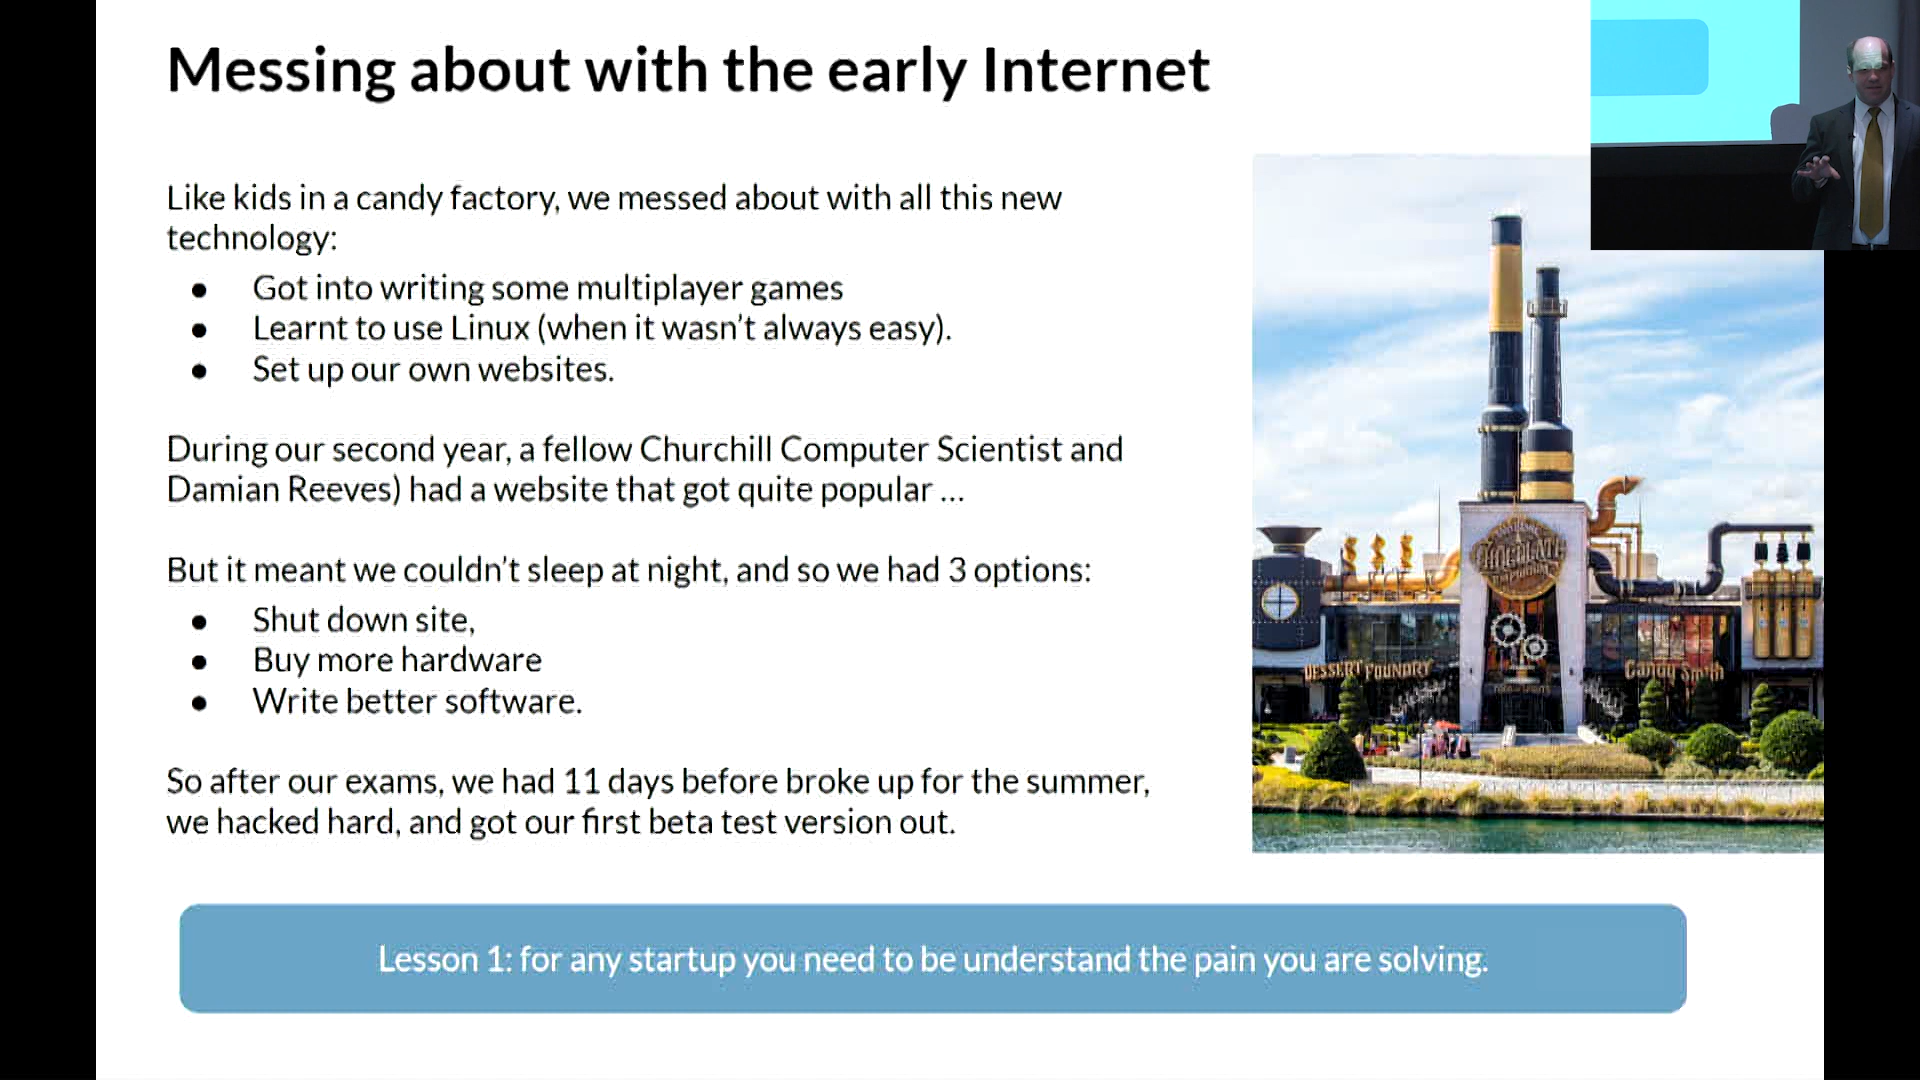 Messing about with the early Internet
Like kids in a candy factory, we messed about with all this new
technology:
● Got into writing some multiplayer games
● Learnt to use Linux (when it wasn't always easy).
● Set up our own websites.
During our second year, a fellow Churchill Computer Scientist and
Damian Reeves) had a website that got quite popular ...
But it meant we couldn't sleep at night, and so we had 3 options:
● Shut down site,
● Buy more hardware
● Write better software.
So after our exams, we had 11 days before broke up for the summer,
we hacked hard, and got our first beta test version out.
CHOCOLATE
EMPORIUM
DESSERT FOUNDRY
Candy Smith
Lesson 1: for any startup you need to be understand the pain you are solving.